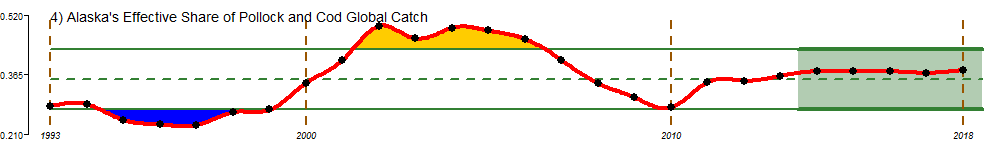 4) Alaska's Effective Share of Pollock and Cod Global Catch
0.520
0.365
0.210
1993 2000 2010 2018